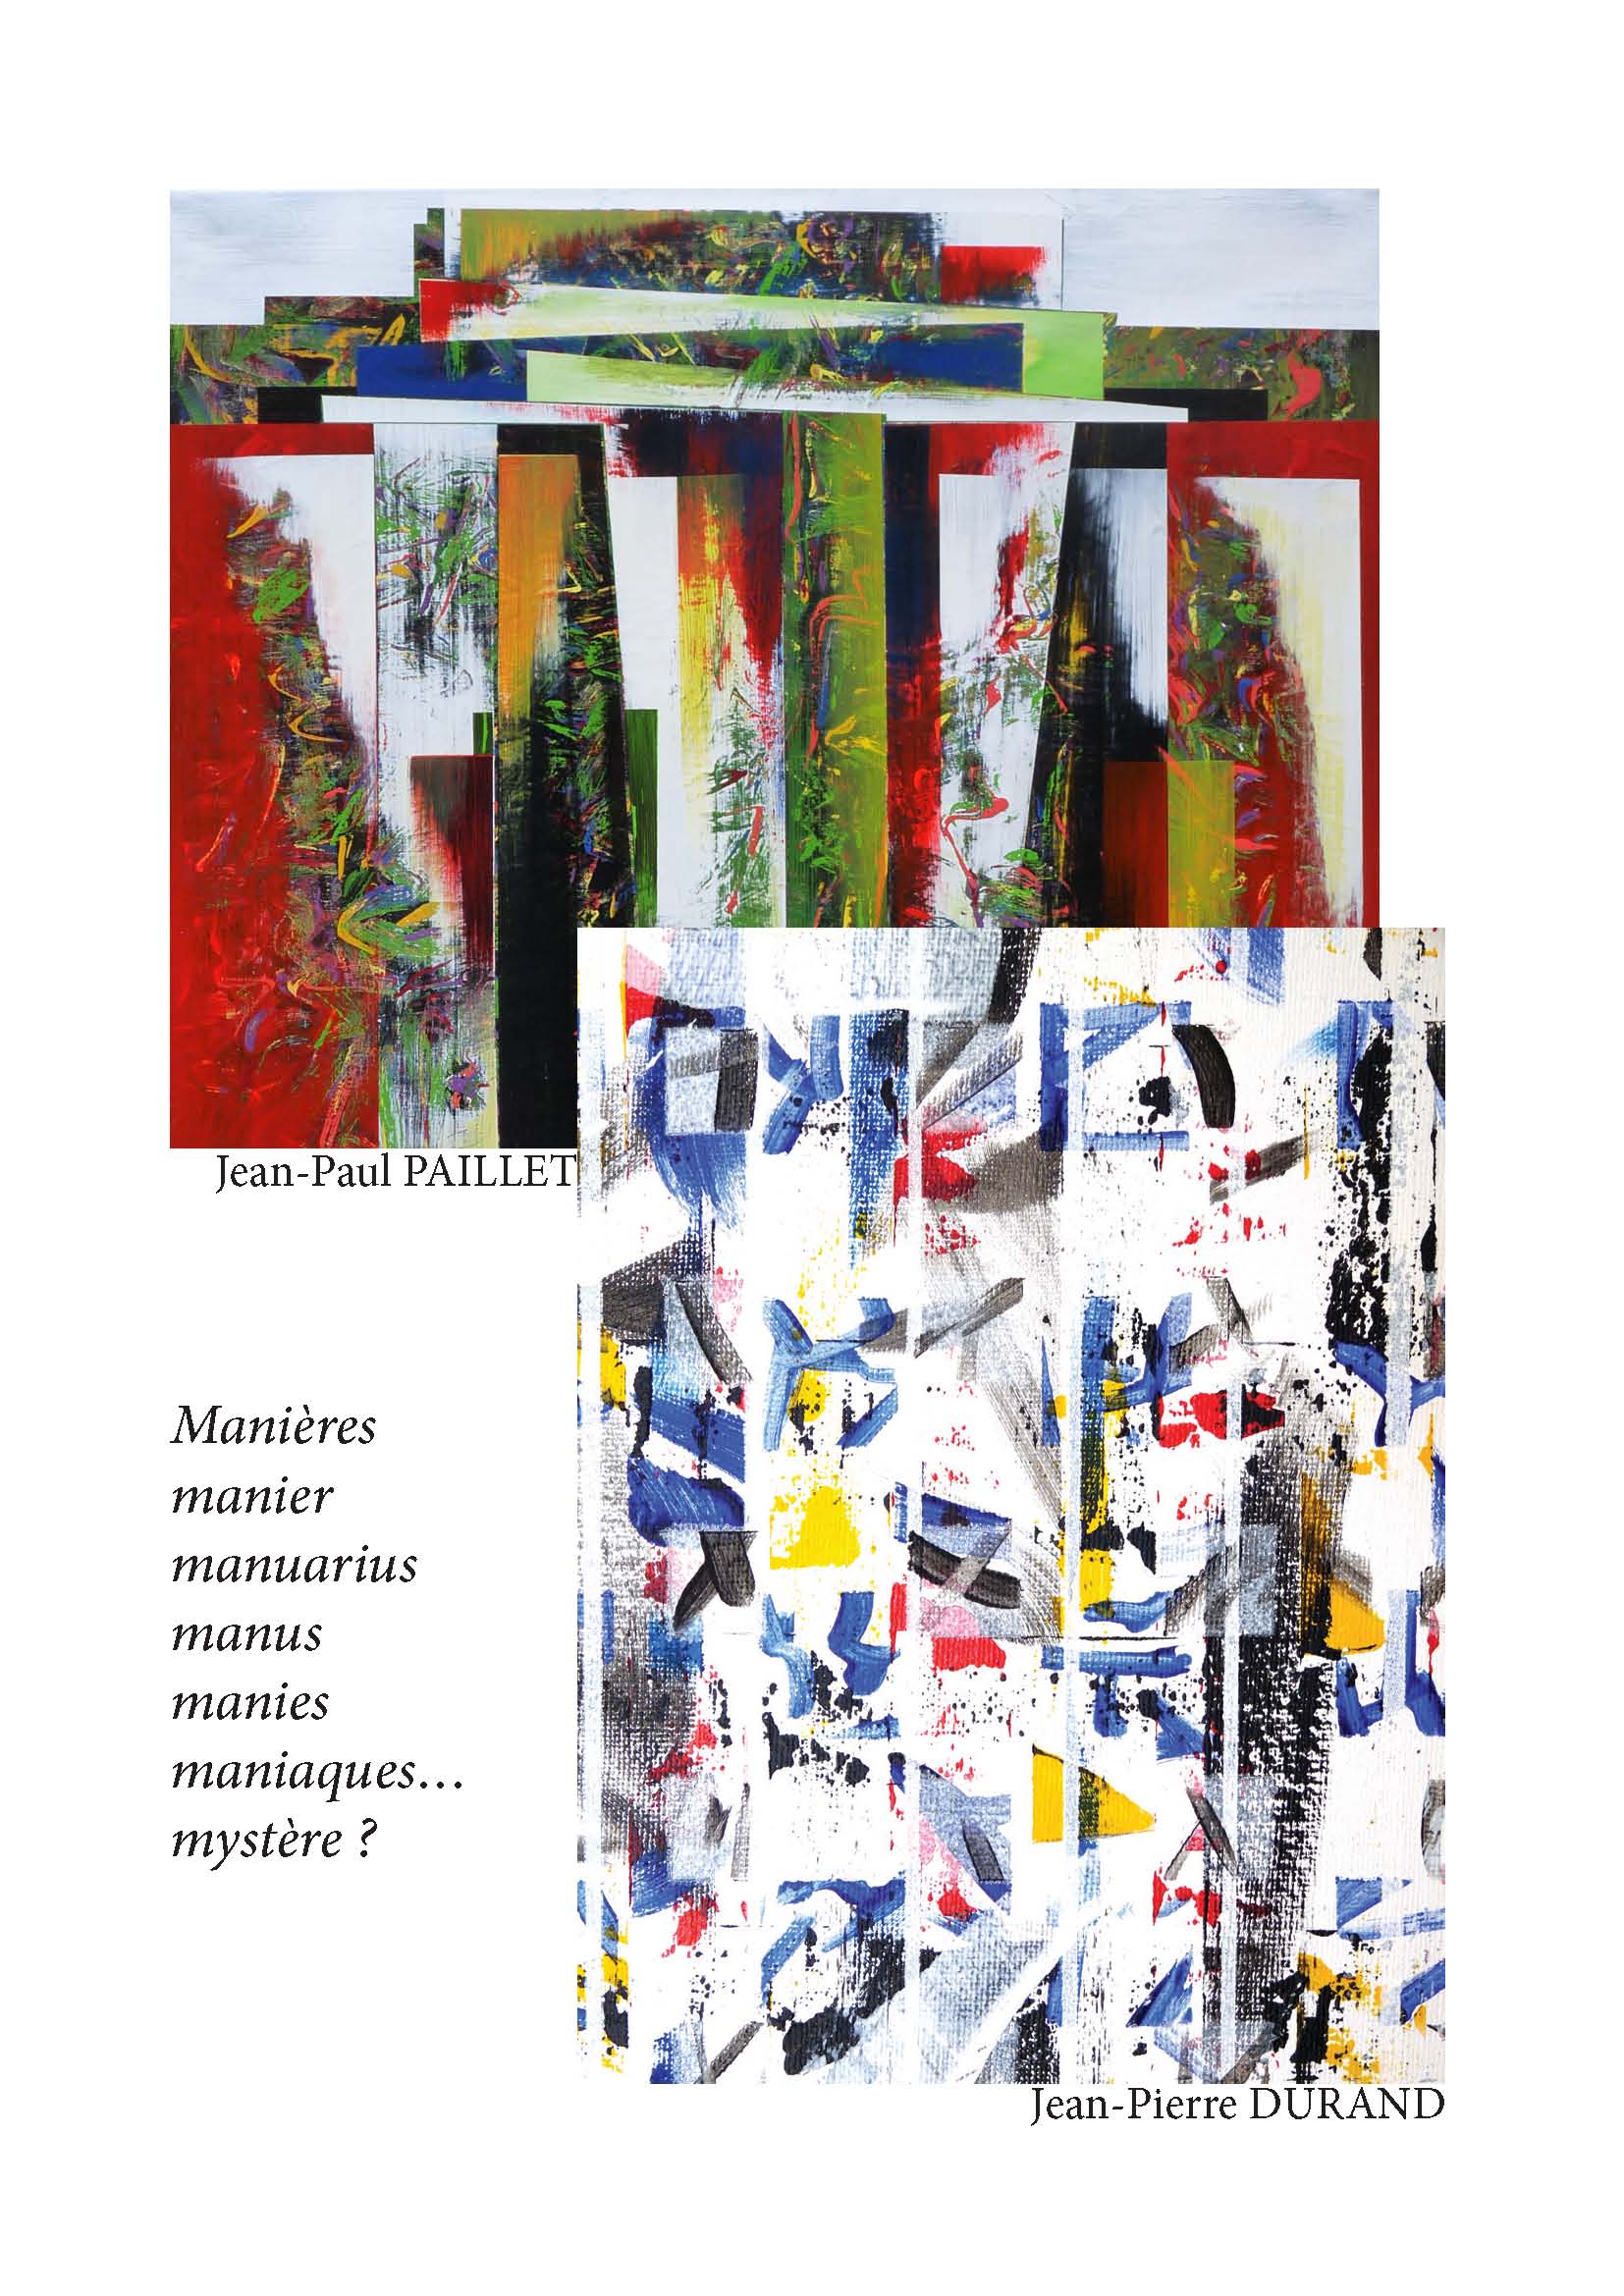 Jean-Paul PAILLET
Manières
manier
manuarius
manus
manies
maniaques…
mystère ?
Jean-Pierre DURAND